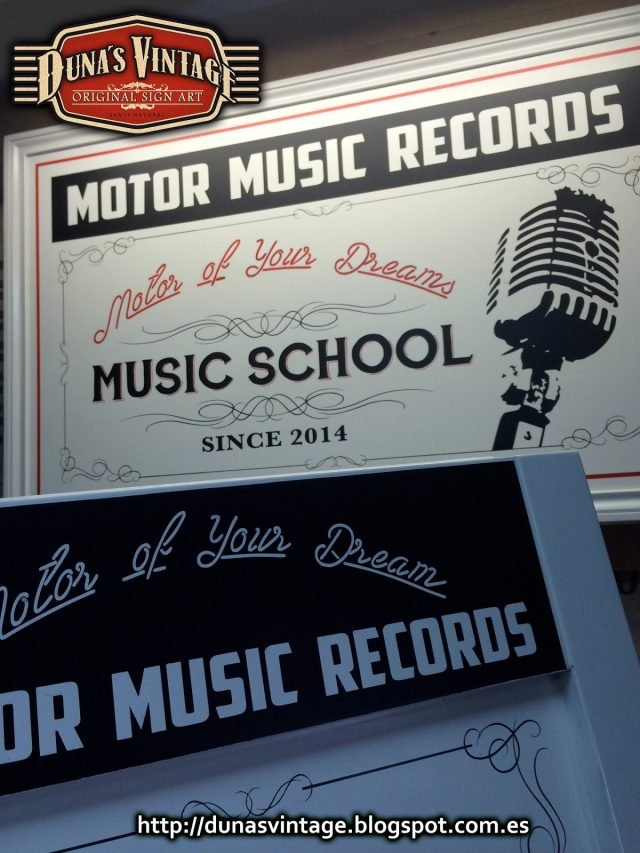 DUNA'S VINTAGE
ORIGINAL SIGN ART
MOTOR MUSIC RECORDS
Motor of Your Dreams
MUSIC SCHOOL
SINCE 2014
Motor of Your Dream
OR MUSIC RECORDS
http://dunasvintage.blogspot.com.es